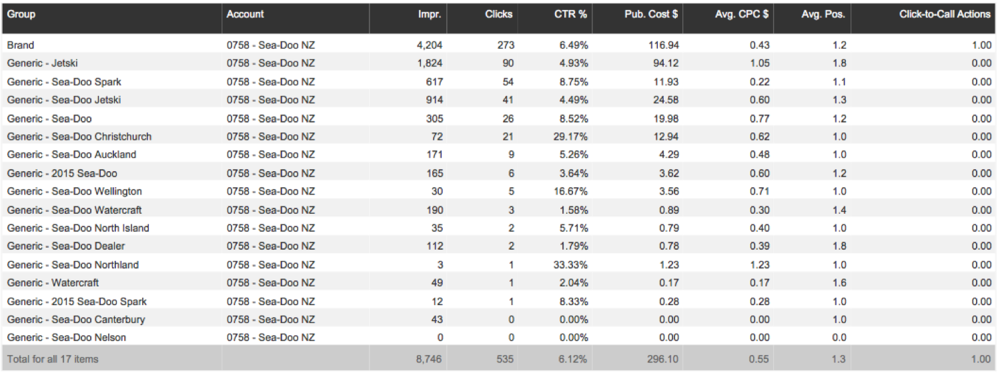 Group Account Impr. Clicks CTR % Pub. Cost $ Avg. CPC $ Avg. Pos. Click-to-Call Actions
Brand 0758 - Sea-Doo NZ 4,204 273 6.49% 116.94 0.43 1.2 1.00
Generic - Jetski 0758 - Sea-Doo NZ 1,824 90 4.93% 94.12 1.05 1.8 0.00
Generic - Sea-Doo Spark 0758 - Sea-Doo NZ 617 54 8.75% 11.93 0.22 1.1 0.00
Generic - Sea-Doo Jetski 0758 - Sea-Doo NZ 914 41 4.49% 24.58 0.60 1.3 0.00
Generic - Sea-Doo 0758 - Sea-Doo NZ 305 26 8.52% 19.98 0.77 1.2 0.00
Generic - Sea-Doo Christchurch 0758 - Sea-Doo NZ 72 21 29.17% 12.94 0.62 1.0 0.00
Generic - Sea-Doo Auckland 0758 - Sea-Doo NZ 171 9 5.26% 4.29 0.48 1.0 0.00
Generic - 2015 Sea-Doo 0758 - Sea-Doo NZ 165 6 3.64% 3.62 0.60 1.2 0.00
Generic - Sea-Doo Wellington 0758 - Sea-Doo NZ 30 5 16.67% 3.56 0.71 1.0 0.00
Generic - Sea-Doo Watercraft 0758 - Sea-Doo NZ 190 3 1.58% 0.89 0.30 1.4 0.00
Generic - Sea-Doo North Island 0758 - Sea-Doo NZ 35 2 5.71% 0.79 0.40 1.0 0.00
Generic - Sea-Doo Dealer 0758 - Sea-Doo NZ 112 2 1.79% 0.78 0.39 1.8 0.00
Generic - Sea-Doo Northland 0758 - Sea-Doo NZ 3 1 33.33% 1.23 1.23 1.0 0.00
Generic - Watercraft 0758 - Sea-Doo NZ 49 1 2.04% 0.17 0.17 1.6 0.00
Generic - 2015 Sea-Doo Spark 0758 - Sea-Doo NZ 12 1 8.33% 0.28 0.28 1.0 0.00
Generic - Sea-Doo Canterbury 0758 - Sea-Doo NZ 43 0 0.00% 0.00 0.00 1.0 0.00
Generic - Sea-Doo Nelson 0758 - Sea-Doo NZ 0 0 0.00% 0.00 0.00 0.0 0.00
Total for all 17 items 8,746 535 6.12% 296.10 0.55 1.3 1.00